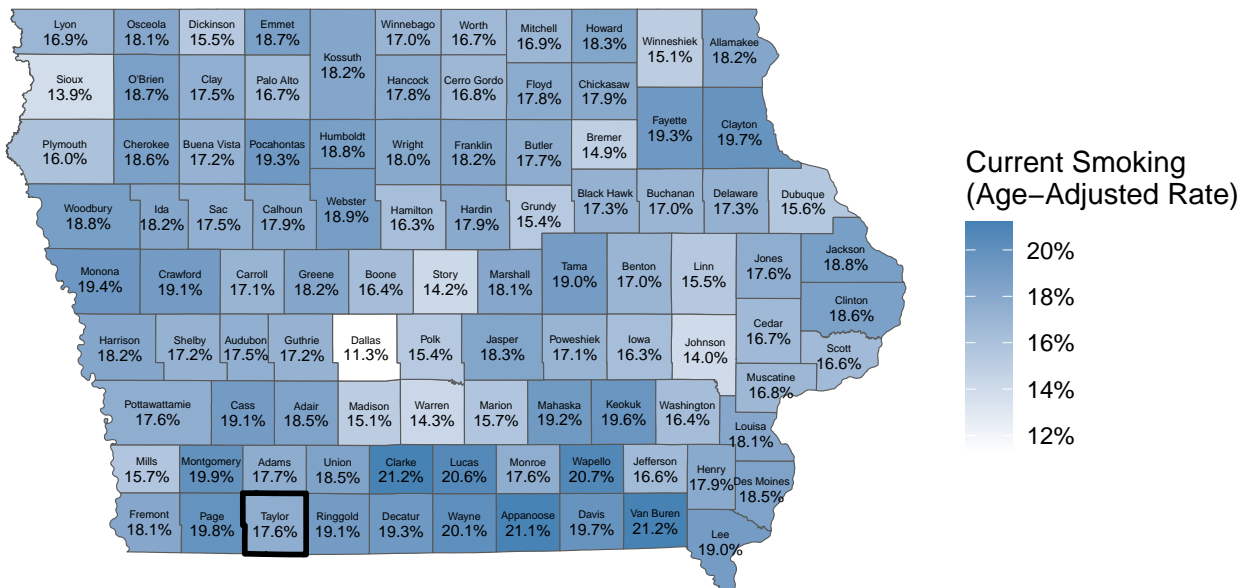 Lyon Osceola Dickinson Emmet Winnebago Worth Mitchell Howard Winneshiek Allamakee
16.9% 18.1% 15.5% 18.7% 17.0% 16.7% 16.9% 18.3% 15.1% 18.2%
Kossuth
18.2%
Sioux O'Brien Clay Palo Alto Hancock Cerro Gordo Floyd Chickasaw
13.9% 18.7% 17.5% 16.7% 17.8% 16.8% 17.8% 17.9%
Fayette Clayton
19.3% 19.7%
Plymouth Cherokee Buena Vista Pocahontas Humboldt Wright Franklin Butler Bremer
16.0% 18.6% 17.2% 19.3% 18.8% 18.0% 18.2% 17.7% 14.9%
Woodbury Ida Sac Calhoun Webster Hamilton Hardin Grundy Black Hawk Buchanan Delaware Dubuque
18.8% 18.2% 17.5% 17.9% 18.9% 16.3% 17.9% 15.4% 17.3% 17.0% 17.3% 15.6%
Monona Crawford Carroll Greene Boone Story Marshall Tama Benton Linn Jones Jackson
19.4% 19.1% 17.1% 18.2% 16.4% 14.2% 18.1% 19.0% 17.0% 15.5% 17.6% 18.8%
Clinton
18.6%
Harrison Shelby Audubon Guthrie Dallas Polk Jasper Poweshiek Iowa Johnson Cedar Scott
18.2% 17.2% 17.5% 17.2% 11.3% 15.4% 18.3% 17.1% 16.3% 14.0% 16.7% 16.6%
Muscatine
16.8%
Pottawattamie Cass Adair Madison Warren Marion Mahaska Keokuk Washington Louisa
17.6% 19.1% 18.5% 15.1% 14.3% 15.7% 19.2% 19.6% 16.4% 18.1%
Mills Montgomery Adams Union Clarke Lucas Monroe Wapello Jefferson Henry Des Moines
15.7% 19.9% 17.7% 18.5% 21.2% 20.6% 17.6% 20.7% 16.6% 17.9% 18.5%
Fremont Page Taylor Ringgold Decatur Wayne Appanoose Davis Van Buren Lee
18.1% 19.8% 17.6% 19.1% 19.3% 20.1% 21.1% 19.7% 21.2% 19.0%
Current Smoking
(Age−Adjusted Rate)
20%
18%
16%
14%
12%